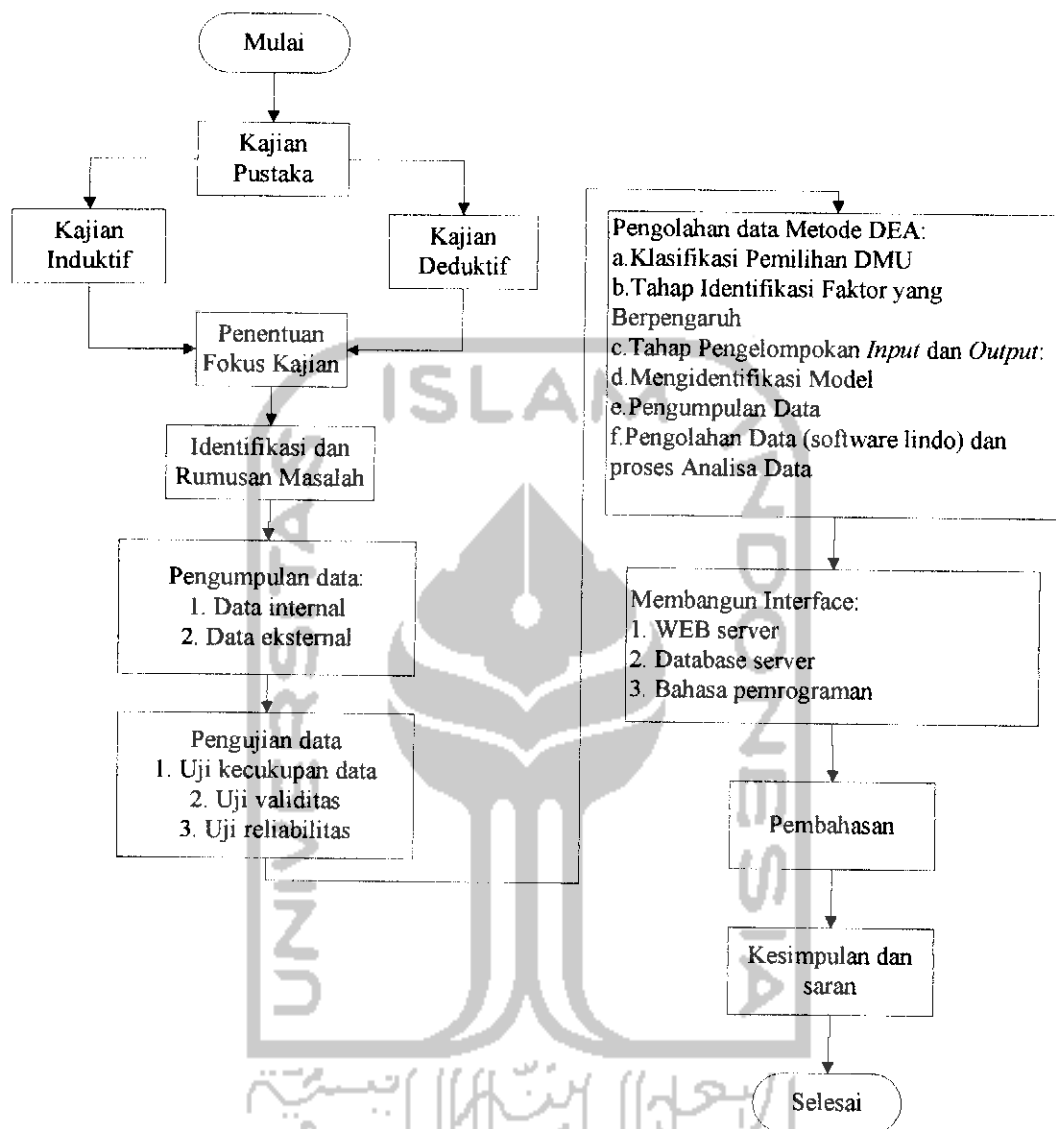 Mulai
Kajian
Pustaka
Kajian
Induktif
Kajian
Deduktif
Penentuan
Fokus Kajian
Identifikasi dan
Rumusan Masalah
Pengumpulan data:
1. Data internal
2. Data eksternal
Pengujian data
1. Uji kecukupan data
2. Uji validitas
3. Uji reliabilitas
Pengolahan data Metode DEA:
a.Klasifikasi Pemilihan DMU
b.Tahap Identifikasi Faktor yang
Berpengaruh
c.Tahap Pengelompokan Input dan Output:
d.Mengidentifikasi Model
e.Pengumpulan Data
f.Pengolahan Data (software lindo) dan
proses Analisa Data
Membangun Interface:
1. WEB server
2. Database server
3. Bahasa pemrograman
Pembahasan
Kesimpulan dan
saran
Selesai
UNIVERSITAS
ISLAM
INDONESIA